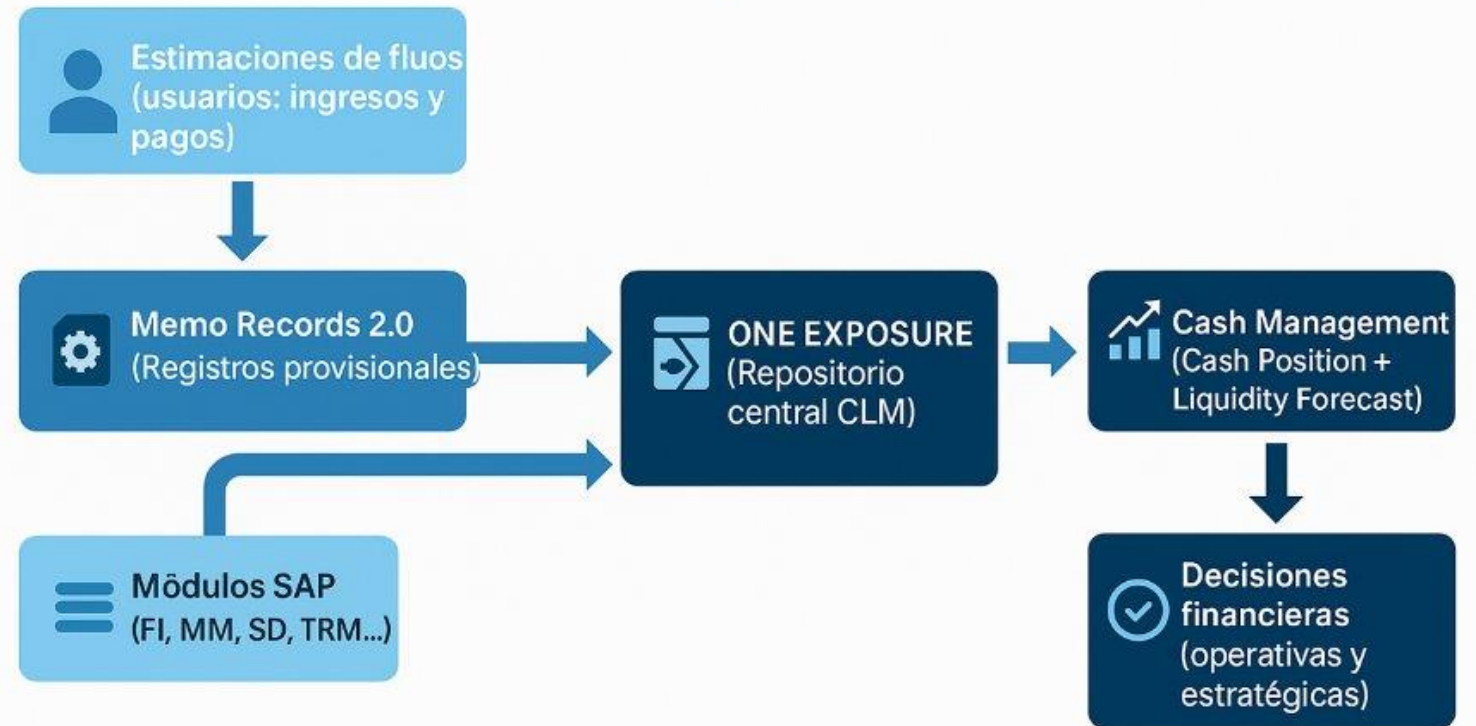 Estimaciones de fluos
(usuarios: ingresos y
pagos)
Memo Records 2.0
(Registros provisionales)
ONE EXPOSURE
(Repositorio
central CLM)
Cash Management
(Cash Position +
Liquidity Forecast)
Mödulos SAP
(FI, MM, SD, TRM...)
Decisiones
financieras
(operativas y
estratégicas)